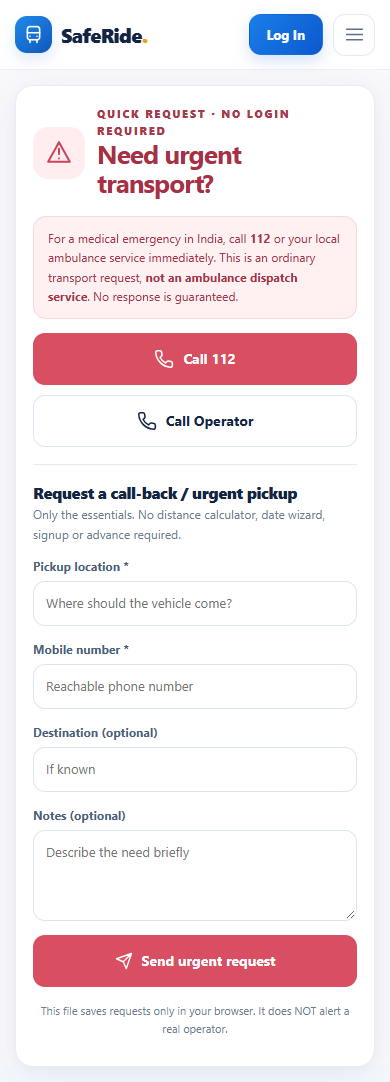 SafeRide.
Log In
QUICK REQUEST · NO LOGIN
REQUIRED
Need urgent
transport?
For a medical emergency in India, call 112 or your local
ambulance service immediately. This is an ordinary
transport request, not an ambulance dispatch
service. No response is guaranteed.
Call 112
Call Operator
Request a call-back / urgent pickup
Only the essentials. No distance calculator, date wizard,
signup or advance required.
Pickup location *
Where should the vehicle come?
Mobile number *
Reachable phone number
Destination (optional)
If known
Notes (optional)
Describe the need briefly
Send urgent request
This file saves requests only in your browser. It does NOT alert a
real operator.